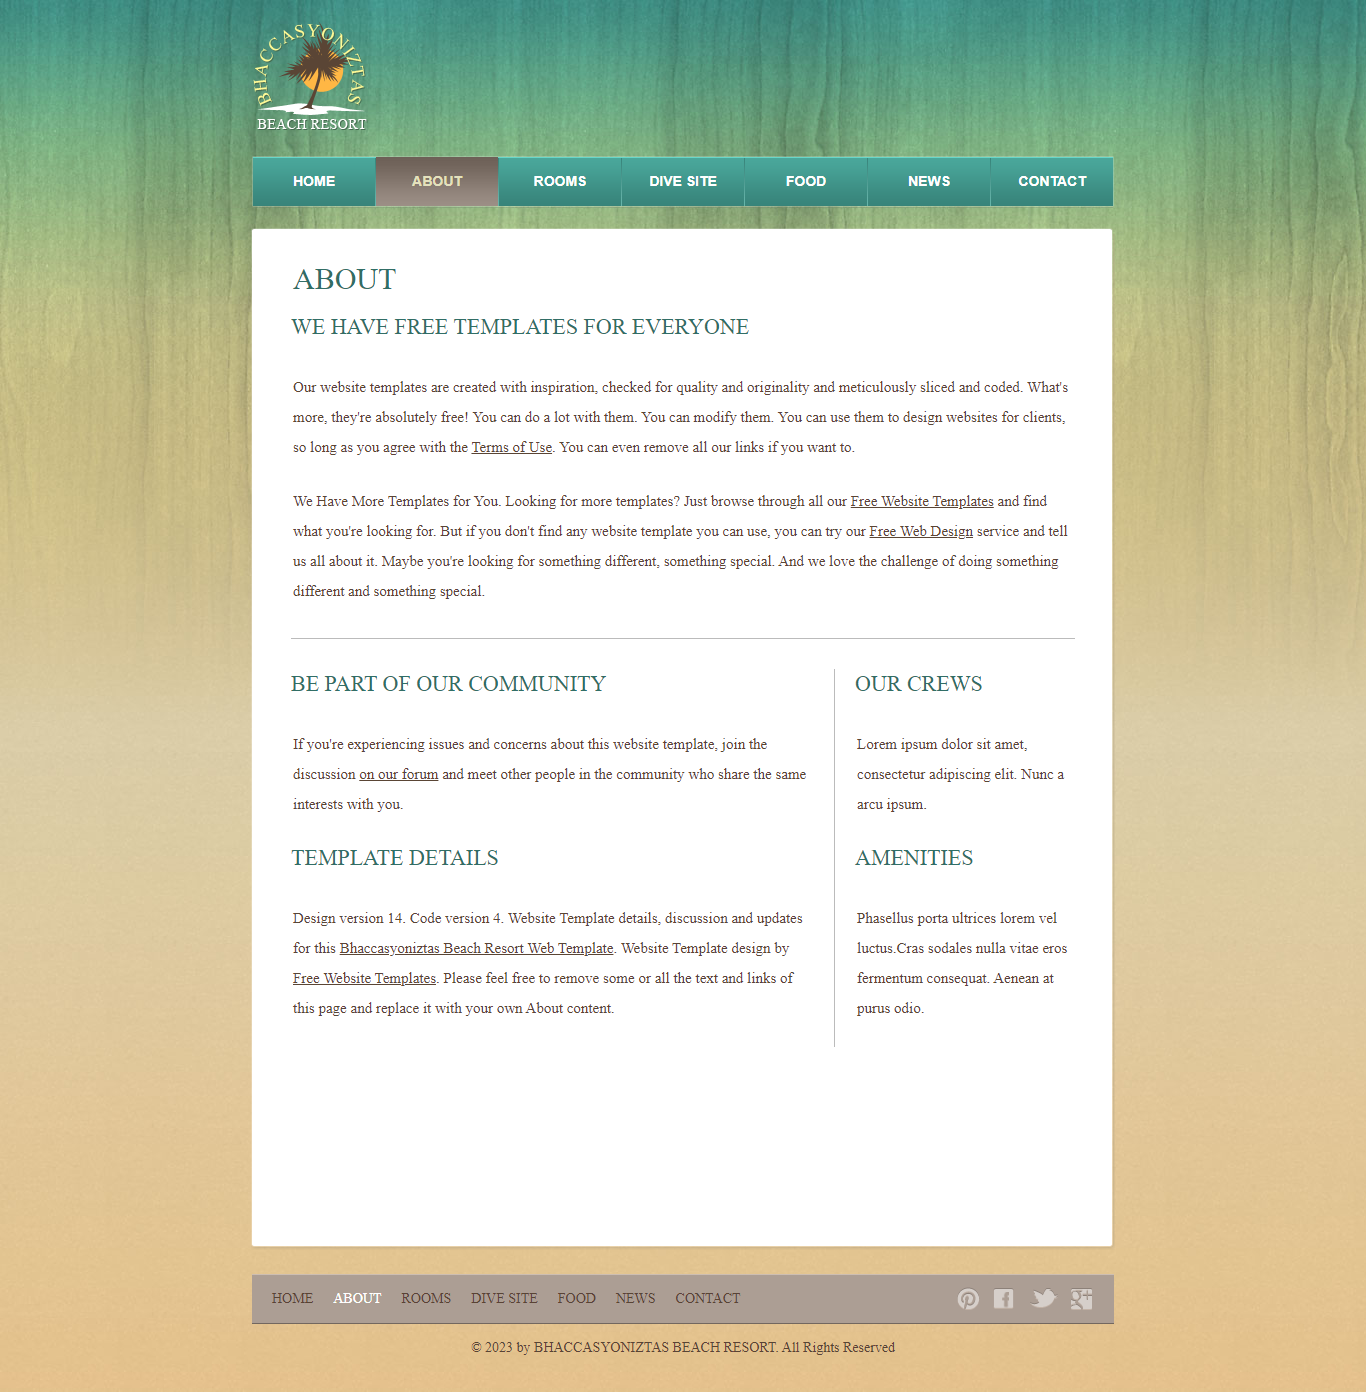 BHACCASYONIZTAS
BEACH RESORT
HOME ABOUT ROOMS DIVE SITE FOOD NEWS CONTACT
ABOUT
WE HAVE FREE TEMPLATES FOR EVERYONE
Our website templates are created with inspiration, checked for quality and originality and meticulously sliced and coded. What's
more, they're absolutely free! You can do a lot with them. You can modify them. You can use them to design websites for clients,
so long as you agree with the Terms of Use. You can even remove all our links if you want to.
We Have More Templates for You. Looking for more templates? Just browse through all our Free Website Templates and find
what you're looking for. But if you don't find any website template you can use, you can try our Free Web Design service and tell
us all about it. Maybe you're looking for something different, something special. And we love the challenge of doing something
different and something special.
BE PART OF OUR COMMUNITY
If you're experiencing issues and concerns about this website template, join the
discussion on our forum and meet other people in the community who share the same
interests with you.
TEMPLATE DETAILS
Design version 14. Code version 4. Website Template details, discussion and updates
for this Bhaccasyoniztas Beach Resort Web Template. Website Template design by
Free Website Templates. Please feel free to remove some or all the text and links of
this page and replace it with your own About content.
OUR CREWS
Lorem ipsum dolor sit amet,
consectetur adipiscing elit. Nunc a
arcu ipsum.
AMENITIES
Phasellus porta ultrices lorem vel
luctus.Cras sodales nulla vitae eros
fermentum consequat. Aenean at
purus odio.
HOME ABOUT ROOMS DIVE SITE FOOD NEWS CONTACT
© 2023 by BHACCASYONIZTAS BEACH RESORT. All Rights Reserved